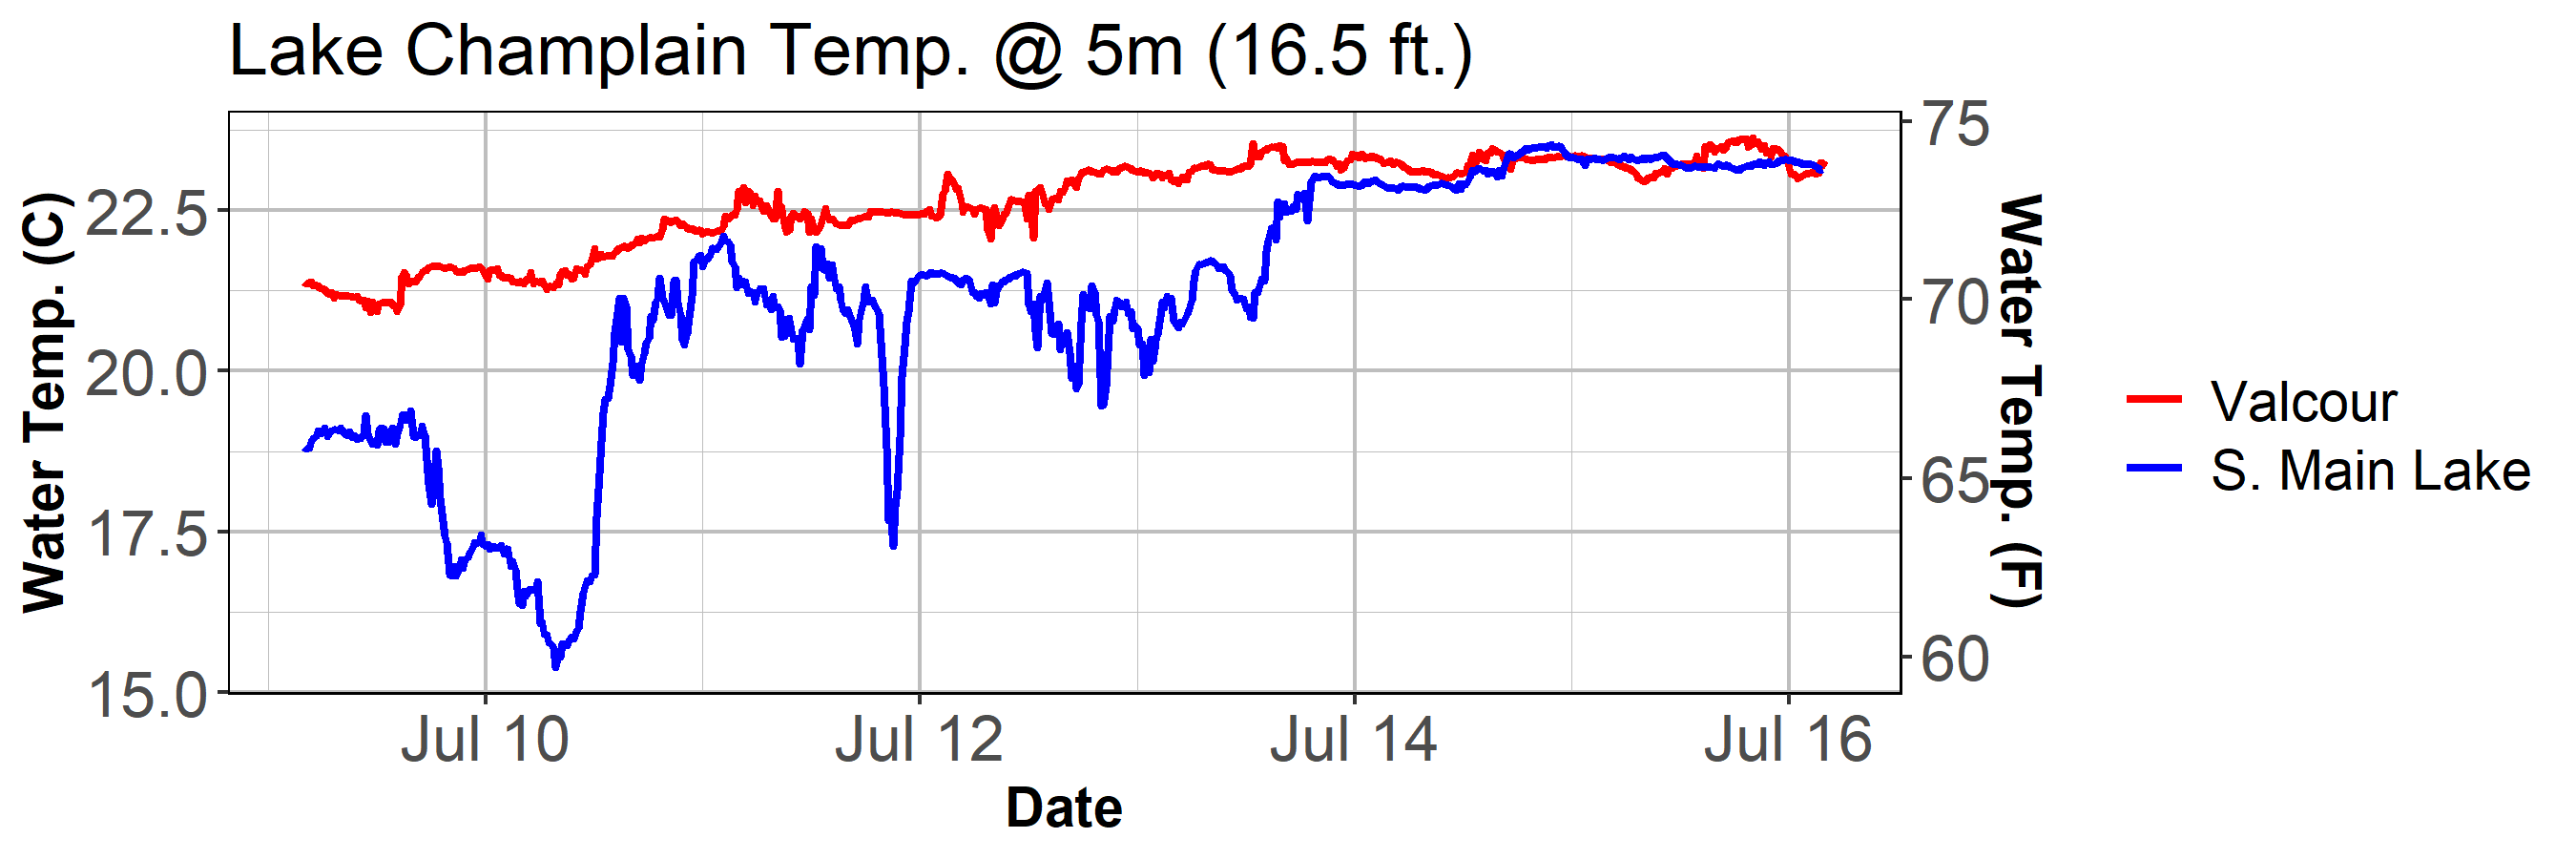 Lake Champlain Temp. @ 5m (16.5 ft.)
Water Temp. (C)
22.5
20.0
17.5
15.0
75
70
65
60
Water Temp. (F)
Jul 10
Jul 12
Jul 14
Jul 16
Date
Valcour
S. Main Lake